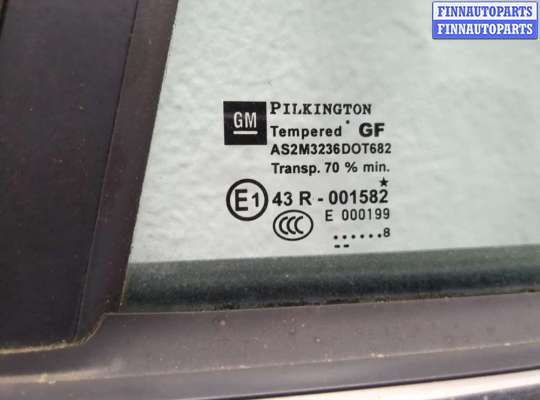 FINNAUTOPARTS
FINNAUTOPARTS
GM PILKINGTON
Tempered GF
AS2M3236DOT682
Transp. 70 % min.
E1 43 R - 001582
CCC E 000199
......8
--